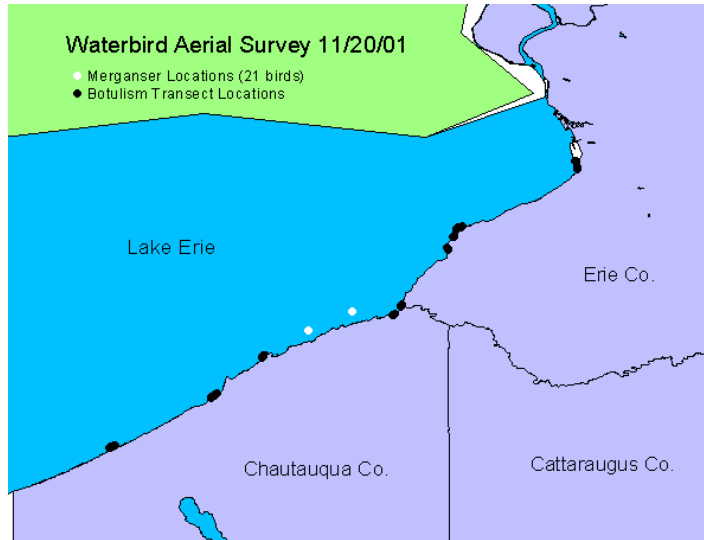 Waterbird Aerial Survey 11/20/01
Merganser Locations (21 birds)
Botulism Transect Locations
Lake Erie
Erie Co.
Chautauqua Co.
Cattaraugus Co.